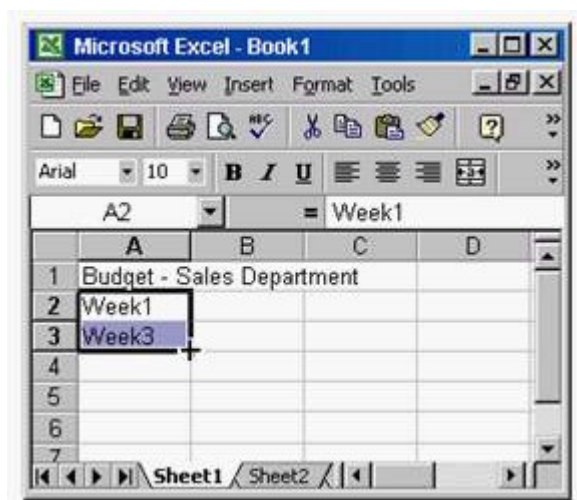 Microsoft Excel - Book1
File Edit View Insert Format Tools
ABC
Arial 10 B I U
A2 = Week1
A B C D
1 Budget - Sales Department
2 Week1
3 Week3
4
5
6
7
Sheet1 Sheet2